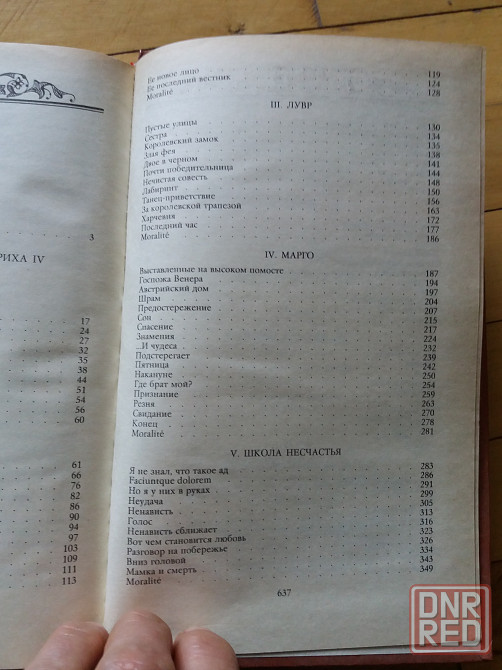 3
РИХА IV
17
24
27
32
35
38
44
51
54
56
60
61
66
76
82
86
90
94
97
103
109
111
113
Ее новое лицо 119
Ее последний вестник 124
Moralité 128
III. ЛУВР
Пустые улицы 130
Сестра 134
Королевский замок 135
Злая фея 138
Двое в черном 141
Почти победительница 144
Нечистая совесть 148
Лабиринт 150
Танец-приветствие 156
За королевской трапезой 163
Харчевня 172
Последний час 177
Moralité 186
IV. МАРГО
Выставленные на высоком помосте 187
Госпожа Венера 194
Австрийский дом 197
Шрам 204
Предостережение 207
Сон 215
Спасение 217
Знамения 224
...И чудеса 232
Подстерегает 239
Пятница 242
Накануне 250
Где брат мой? 254
Признание 259
Резня 263
Свидание 270
Конец 278
Moralité 281
V. ШКОЛА НЕСЧАСТЬЯ
Я не знал, что такое ад 283
Faciuntque dolorem 286
Но я у них в руках 291
Неудача 299
Ненависть 305
Голос 313
Ненависть сближает 316
Вот чем становится любовь 323
Разговор на побережье 326
Вниз головой 334
Мамка и смерть 343
Moralité 349
637
DNR
RED